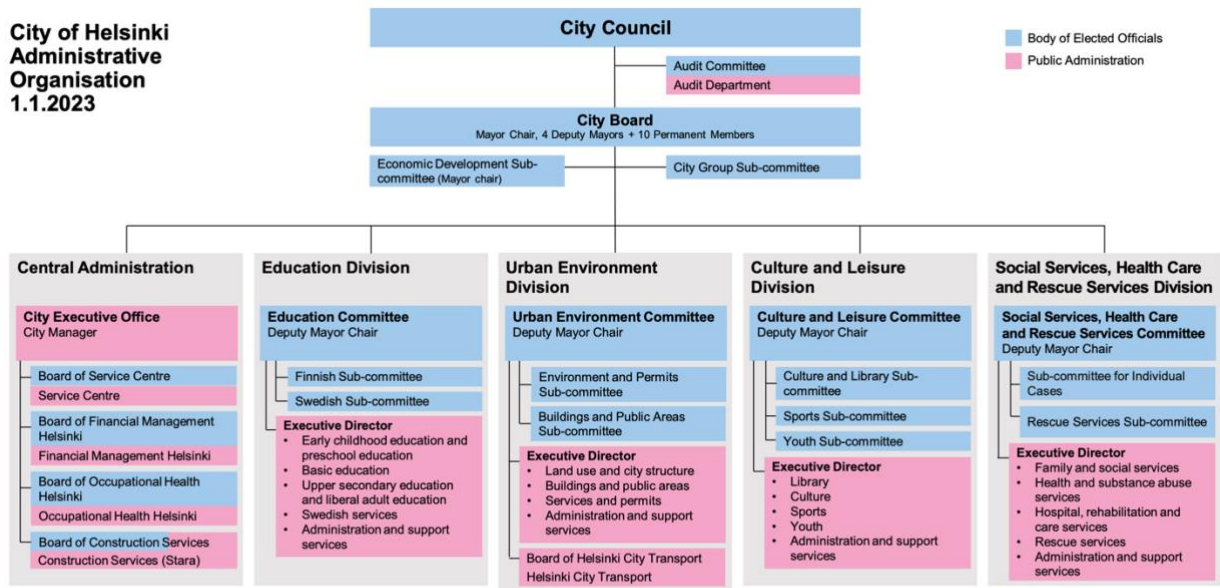 City of Helsinki
Administrative
Organisation
1.1.2023
City Council
Body of Elected Officials
Public Administration
Audit Committee
Audit Department
City Board
Mayor Chair, 4 Deputy Mayors + 10 Permanent Members
Economic Development Sub-
committee (Mayor chair)
City Group Sub-committee
Central Administration
City Executive Office
City Manager
Board of Service Centre
Service Centre
Board of Financial Management
Helsinki
Financial Management Helsinki
Board of Occupational Health
Helsinki
Occupational Health Helsinki
Board of Construction Services
Construction Services (Stara)
Education Division
Education Committee
Deputy Mayor Chair
Finnish Sub-committee
Swedish Sub-committee
Executive Director
• Early childhood education and
preschool education
• Basic education
• Upper secondary education
and liberal adult education
• Swedish services
• Administration and support
services
Urban Environment
Division
Urban Environment Committee
Deputy Mayor Chair
Environment and Permits
Sub-committee
Buildings and Public Areas
Sub-committee
Executive Director
• Land use and city structure
• Buildings and public areas
• Services and permits
• Administration and support
services
Board of Helsinki City Transport
Helsinki City Transport
Culture and Leisure
Division
Culture and Leisure Committee
Deputy Mayor Chair
Culture and Library Sub-
committee
Sports Sub-committee
Youth Sub-committee
Executive Director
• Library
• Culture
• Sports
• Youth
• Administration and support
services
Social Services, Health Care
and Rescue Services Division
Social Services, Health Care
and Rescue Services Committee
Deputy Mayor Chair
Sub-committee for Individual
Cases
Rescue Services Sub-committee
Executive Director
• Family and social services
• Health and substance abuse
services
• Hospital, rehabilitation and
care services
• Rescue services
• Administration and support
services